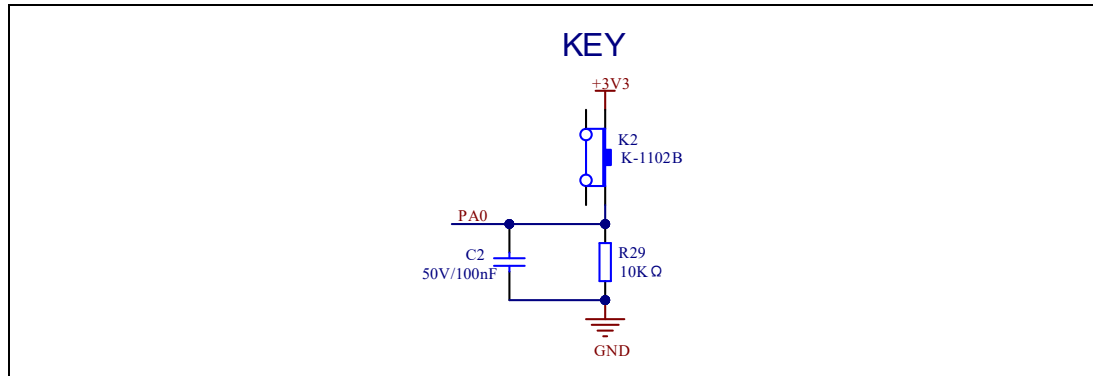 KEY
+3V3
K2
K-1102B
PA0
C2
50V/100nF
R29
10KΩ
GND